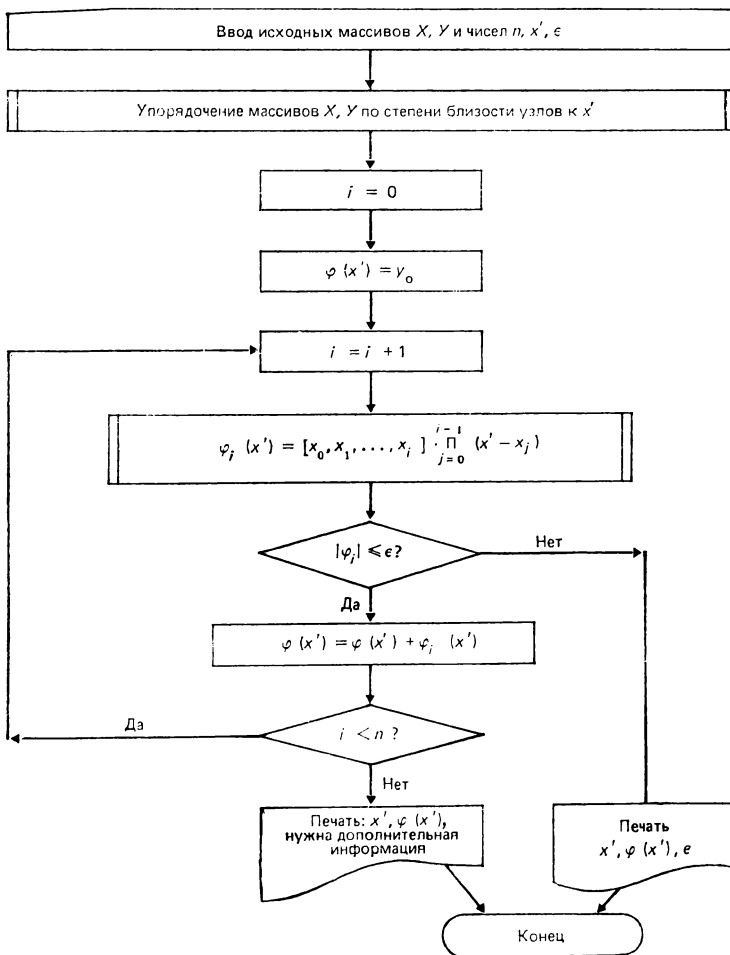 Ввод исходных массивов X, Y и чисел n, x′, ϵ
Упорядочение массивов X, Y по степени близости узлов к x′
i = 0
φ (x′) = y₀
i = i + 1
φᵢ (x′) = [x₀, x₁, . . . , xᵢ ] · ∏ⱼ₌₀ⁱ⁻¹ (x′ − xⱼ)
|φᵢ| ⩽ ϵ?
Нет
Да
φ (x′) = φ (x′) + φᵢ (x′)
Да
i < n ?
Нет
Печать: x′, φ (x′),
нужна дополнительная
информация
Печать
x′, φ (x′), e
Конец